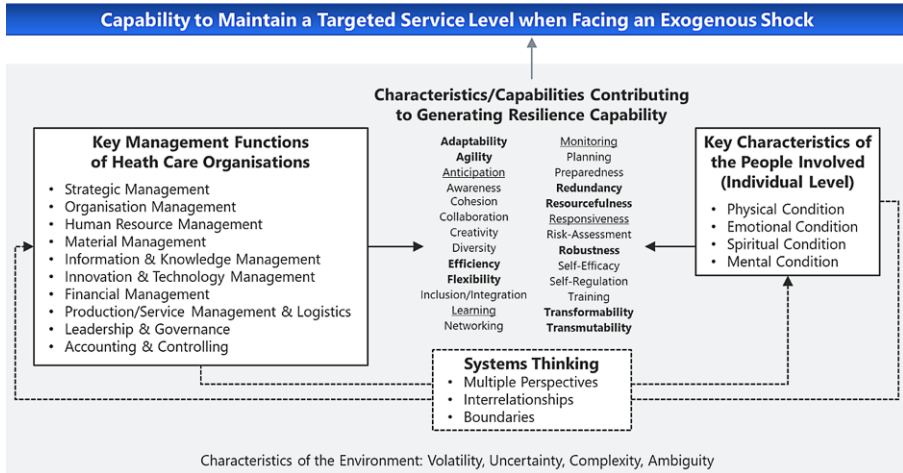 Capability to Maintain a Targeted Service Level when Facing an Exogenous Shock
Characteristics/Capabilities Contributing
to Generating Resilience Capability
Key Management Functions
of Heath Care Organisations
• Strategic Management
• Organisation Management
• Human Resource Management
• Material Management
• Information & Knowledge Management
• Innovation & Technology Management
• Financial Management
• Production/Service Management & Logistics
• Leadership & Governance
• Accounting & Controlling
Adaptability
Agility
Anticipation
Awareness
Cohesion
Collaboration
Creativity
Diversity
Efficiency
Flexibility
Inclusion/Integration
Learning
Networking
Monitoring
Planning
Preparedness
Redundancy
Resourcefulness
Responsiveness
Risk-Assessment
Robustness
Self-Efficacy
Self-Regulation
Training
Transformability
Transmutability
Key Characteristics of
the People Involved
(Individual Level)
• Physical Condition
• Emotional Condition
• Spiritual Condition
• Mental Condition
Systems Thinking
• Multiple Perspectives
• Interrelationships
• Boundaries
Characteristics of the Environment: Volatility, Uncertainty, Complexity, Ambiguity